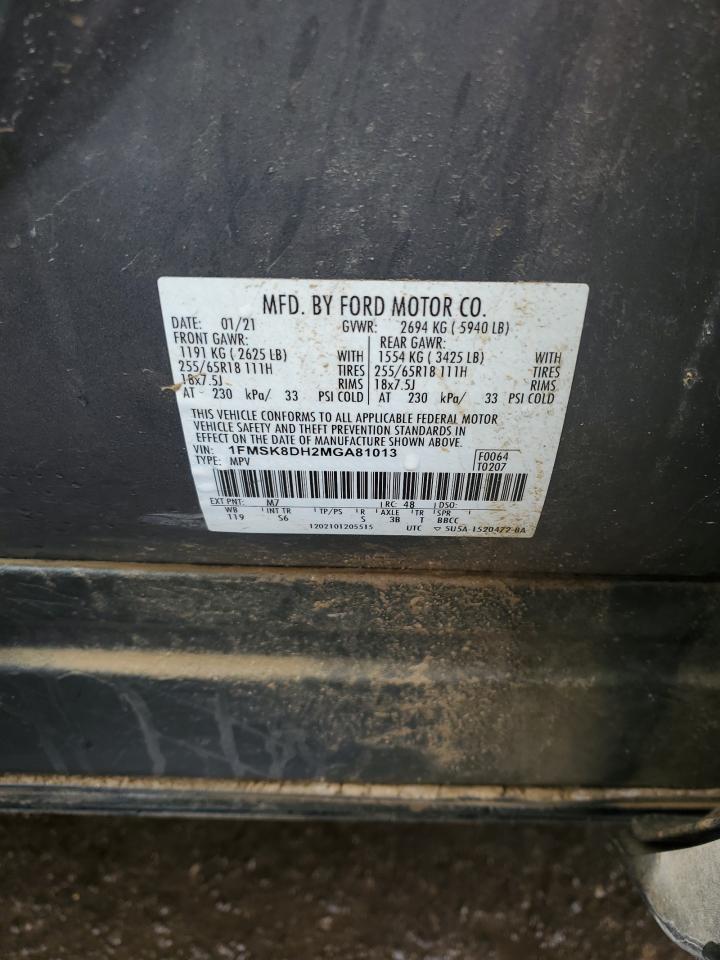 MFD. BY FORD MOTOR CO.
DATE: 01/21 GVWR: 2694 KG ( 5940 LB)
FRONT GAWR: REAR GAWR:
1191 KG ( 2625 LB) WITH 1554 KG ( 3425 LB) WITH
255/65R18 111H TIRES 255/65R18 111H TIRES
18x7.5J RIMS 18x7.5J RIMS
AT 230 kPa/ 33 PSI COLD AT 230 kPa/ 33 PSI COLD
THIS VEHICLE CONFORMS TO ALL APPLICABLE FEDERAL MOTOR
VEHICLE SAFETY AND THEFT PREVENTION STANDARDS IN
EFFECT ON THE DATE OF MANUFACTURE SHOWN ABOVE.
VIN: 1FMSK8DH2MGA81013 F0064
TYPE: MPV T0207
EXT PNT: M7 RC: 48 DSO:
WB INT TR TP/PS R AXLE TR SPR
119 S6 S 3B T BBCC
1202101205515 UTC ▽ 5U5A-1520472-BA